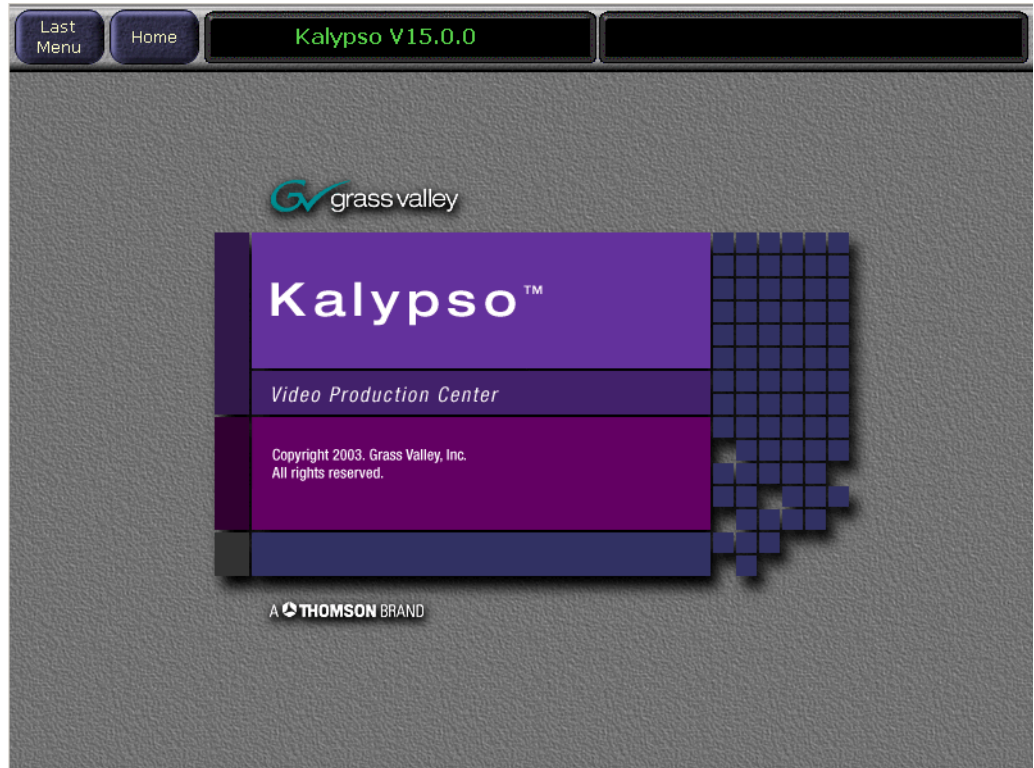 Last
Menu
Home
Kalypso V15.0.0
grass valley
Kalypso™
Video Production Center
Copyright 2003. Grass Valley, Inc.
All rights reserved.
A THOMSON BRAND